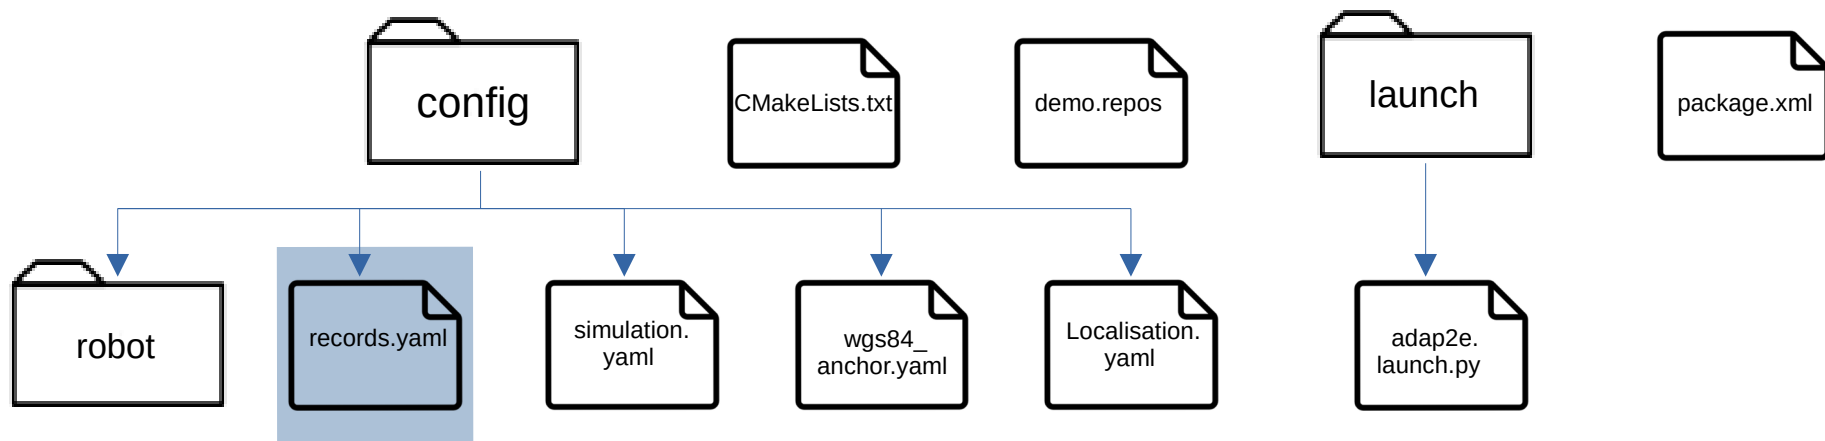 config
CMakeLists.txt
demo.repos
launch
package.xml
robot
records.yaml
simulation.
yaml
wgs84_
anchor.yaml
Localisation.
yaml
adap2e.
launch.py